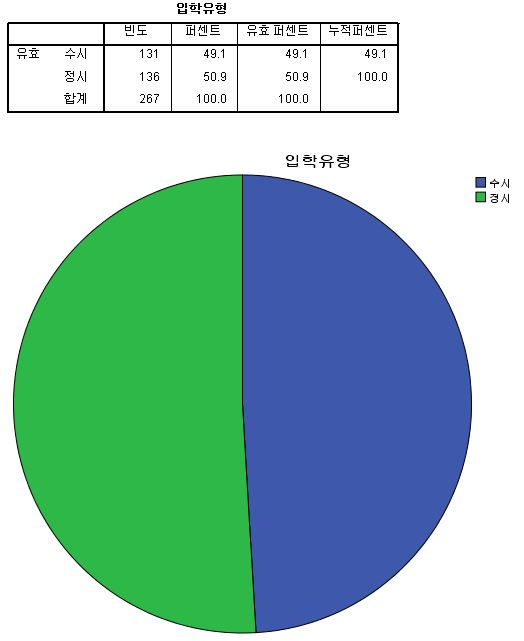 입학유형
빈도 퍼센트 유효 퍼센트 누적퍼센트
유효 수시 131 49.1 49.1 49.1
정시 136 50.9 50.9 100.0
합계 267 100.0 100.0
입학유형
수시
정시